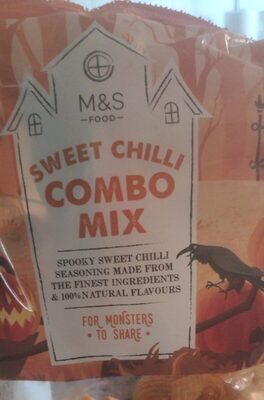 M&S
FOOD
SWEET CHILLI
COMBO
MIX
SPOOKY SWEET CHILLI
SEASONING MADE FROM
THE FINEST INGREDIENTS
& 100% NATURAL FLAVOURS
FOR MONSTERS
TO SHARE